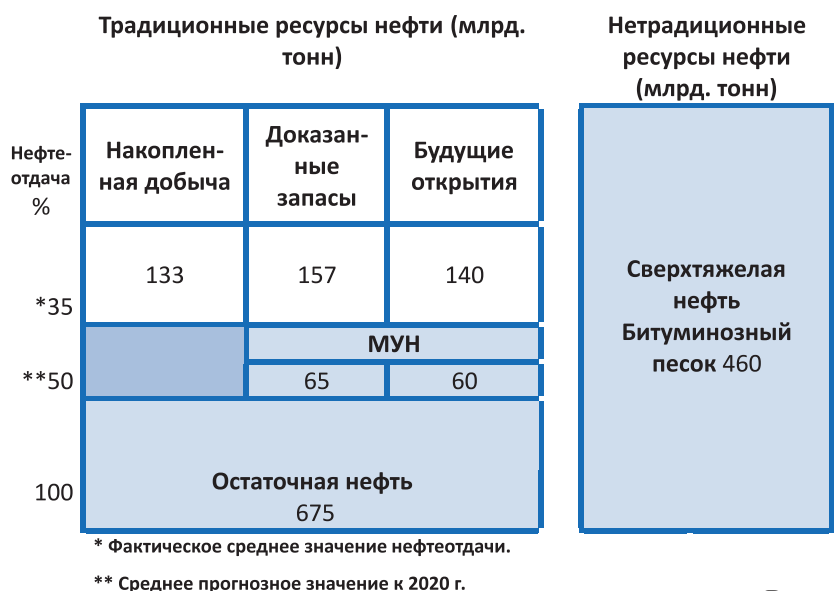 Традиционные ресурсы нефти (млрд.
тонн)
Нетрадиционные
ресурсы нефти
(млрд. тонн)
Нефте-
отдача
%
Накоплен-
ная добыча
Доказан-
ные
запасы
Будущие
открытия
*35
133
157
140
МУН
**50
65
60
100
Остаточная нефть
675
Сверхтяжелая
нефть
Битуминозный
песок 460
* Фактическое среднее значение нефтеотдачи.
** Среднее прогнозное значение к 2020 г.